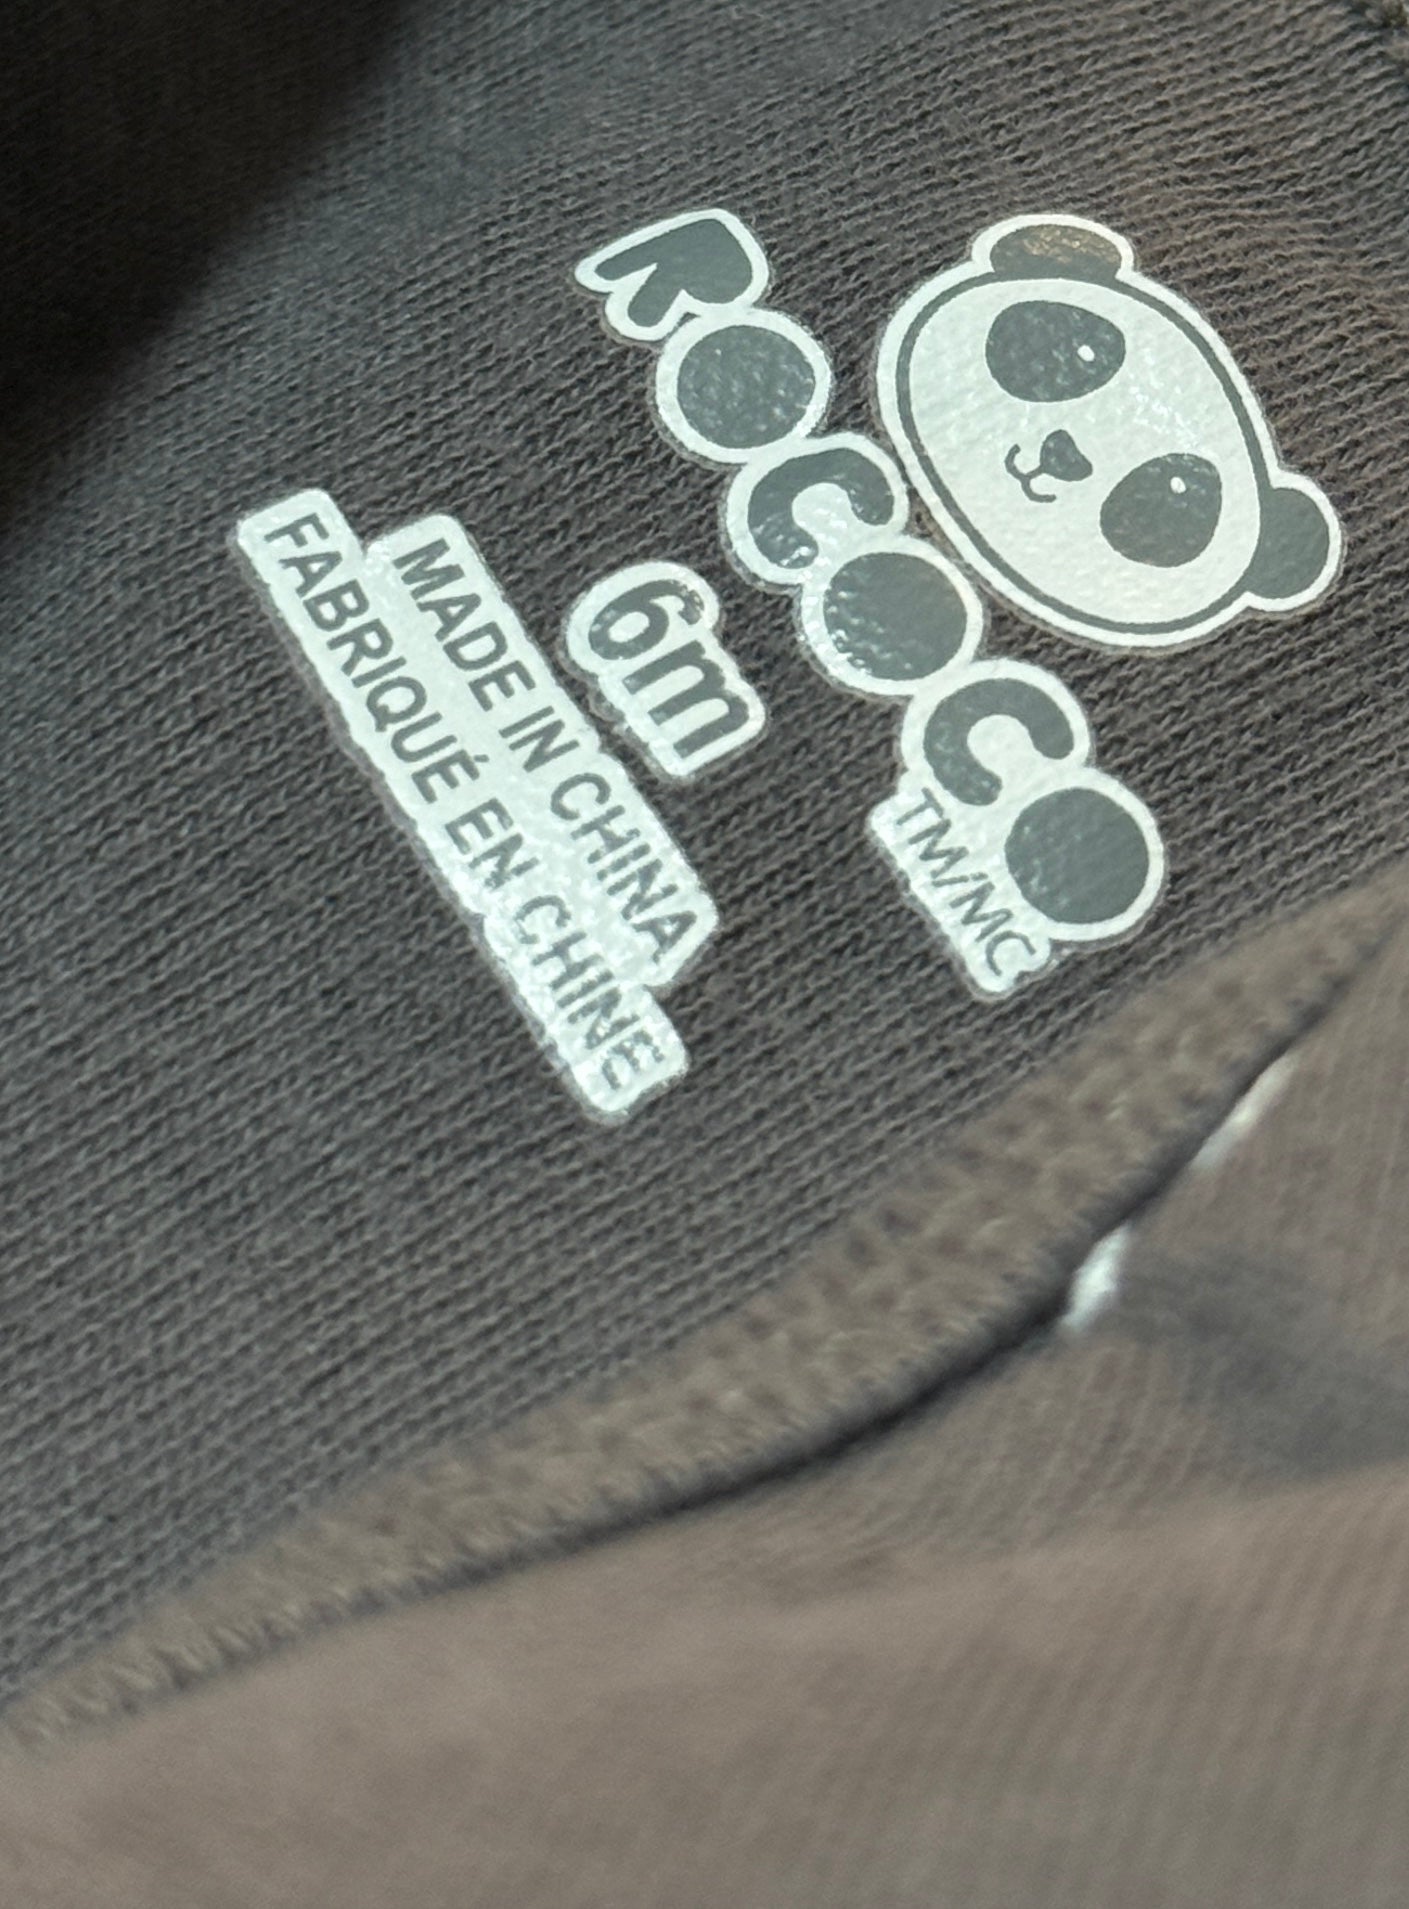 ROCOCO
TM/MC
6m
MADE IN CHINA
FABRIQUÉ EN CHINE